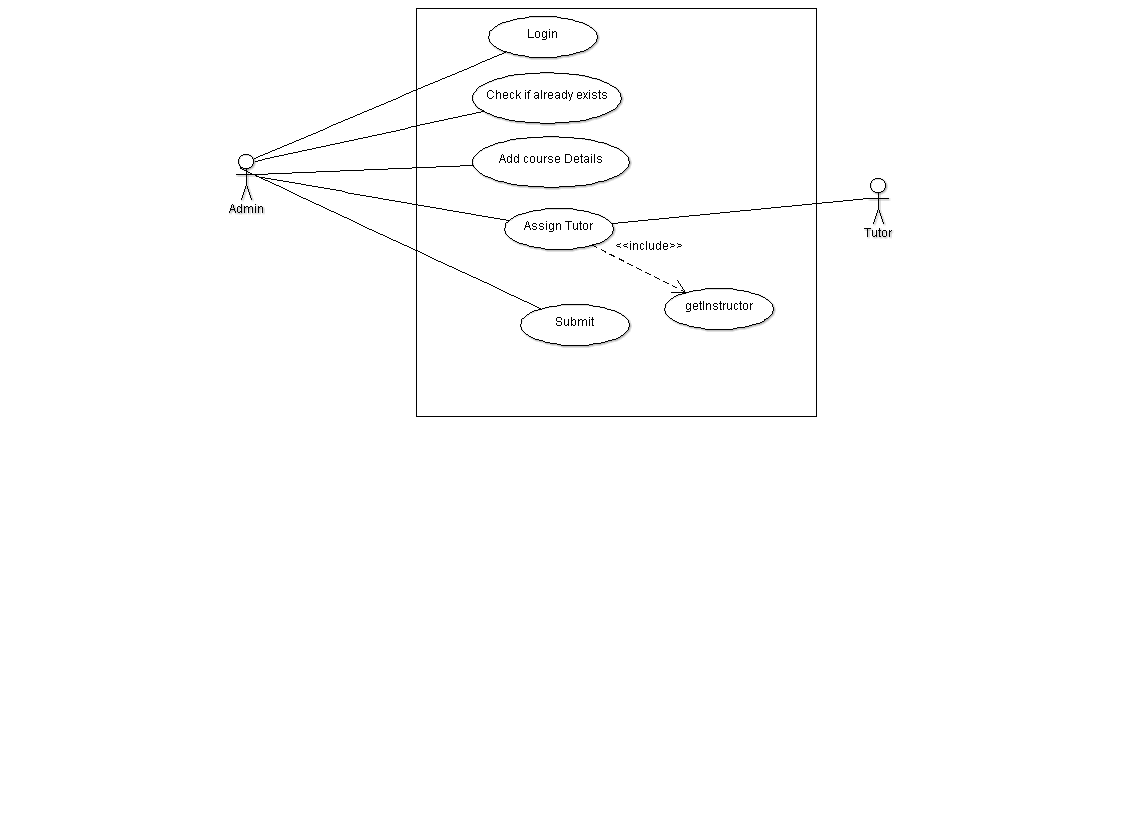 Login
Check if already exists
Add course Details
Admin
Assign Tutor
Tutor
<<include>>
getInstructor
Submit